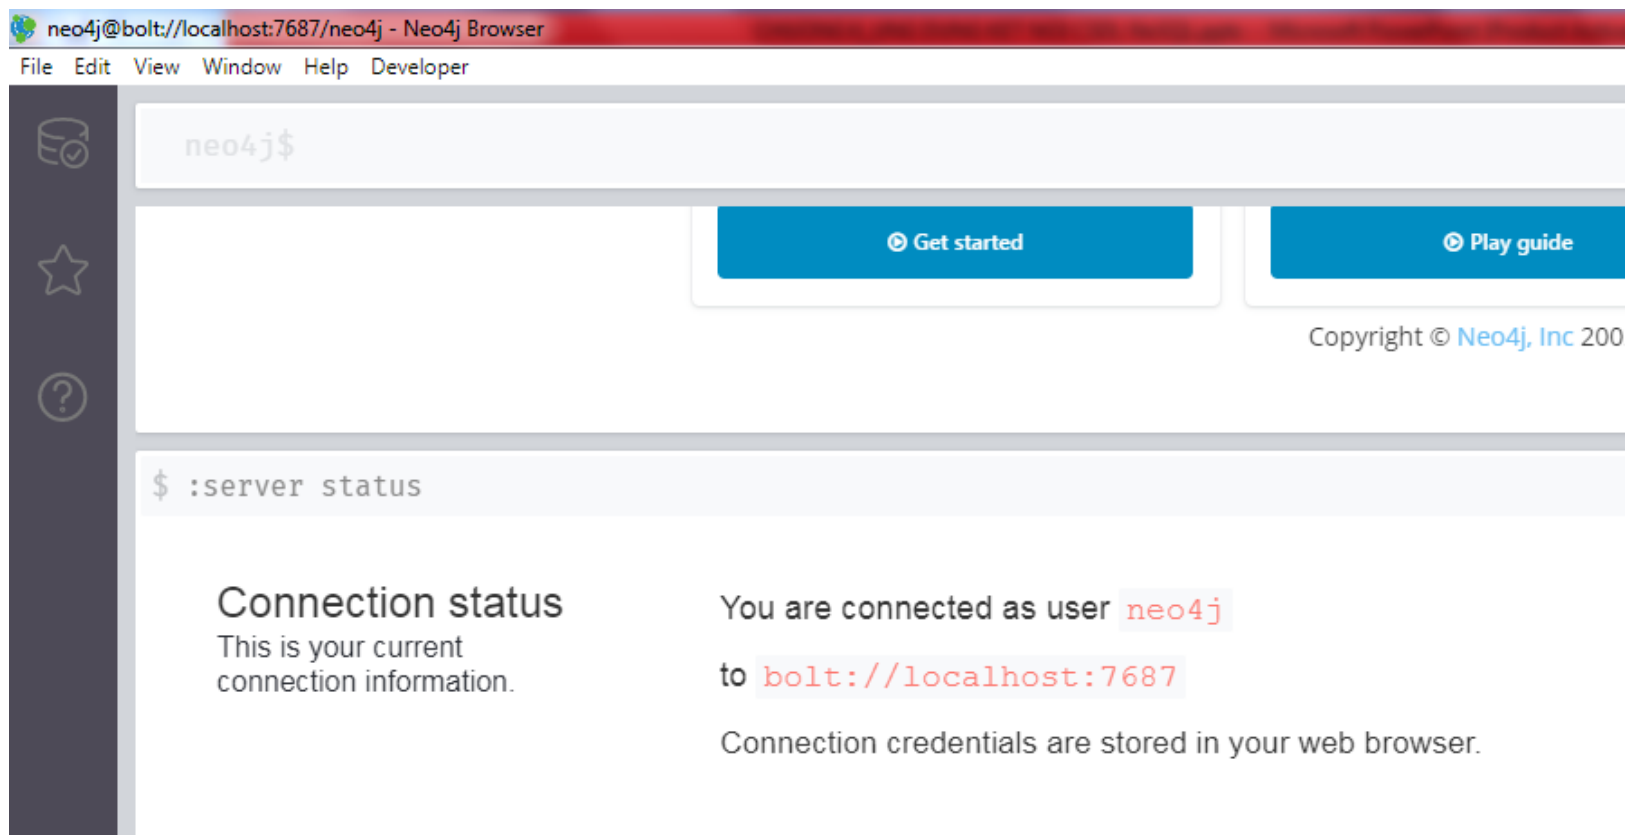 neo4j@bolt://localhost:7687/neo4j - Neo4j Browser
File Edit View Window Help Developer
neo4j$
Get started
Play guide
Copyright © Neo4j, Inc 200
$ :server status
Connection status
This is your current
connection information.
You are connected as user neo4j
to bolt://localhost:7687
Connection credentials are stored in your web browser.